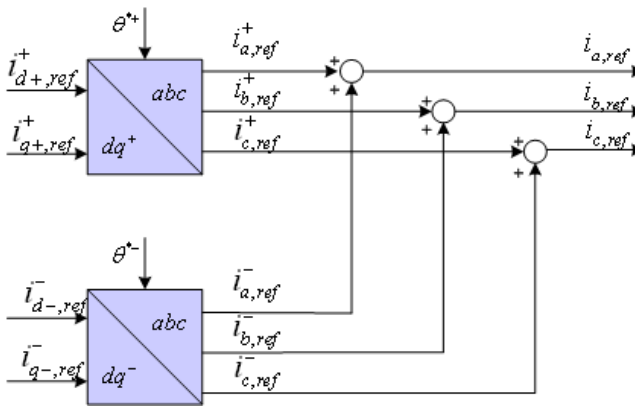 θ*+
i+d+,ref
i+q+,ref
abc
dq+
i+a,ref
i+b,ref
i+c,ref
+
+
+
+
+
+
ia,ref
ib,ref
ic,ref
θ*−
i−d−,ref
i−q−,ref
abc
dq−
i−a,ref
i−b,ref
i−c,ref